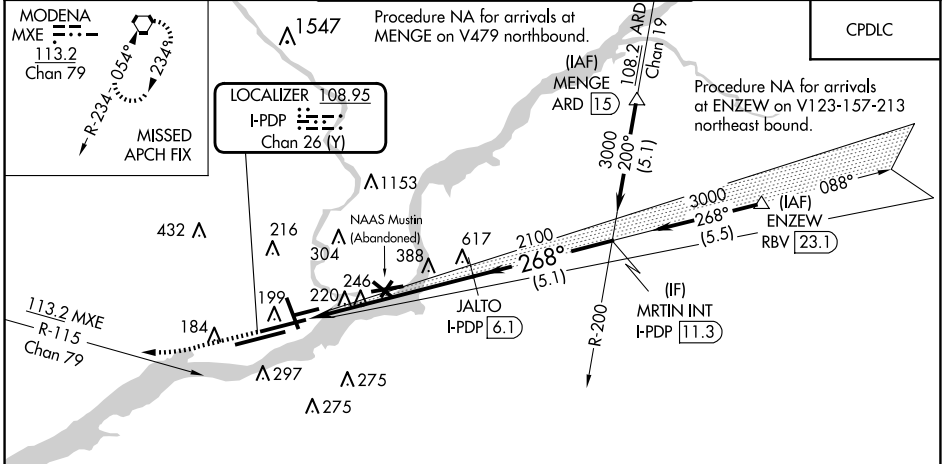 MODENA
MXE
113.2
Chan 79
054°
234°
R-234
MISSED
APCH FIX
1547
Procedure NA for arrivals at
MENGE on V479 northbound.
108.2 ARD
Chan 19
CPDLC
(IAF)
MENGE
ARD 15
Procedure NA for arrivals
at ENZEW on V123-157-213
northeast bound.
LOCALIZER 108.95
I-PDP
Chan 26 (Y)
3000
200°
(5.1)
1153
NAAS Mustin
(Abandoned)
3000
088°
268°
(5.5)
(IAF)
ENZEW
RBV 23.1
432
216
304
388
617
2100
268°
(5.1)
199
220
246
184
JALTO
I-PDP 6.1
(IF)
MRTIN INT
I-PDP 11.3
R-200
113.2 MXE
R-115
Chan 79
297
275
275